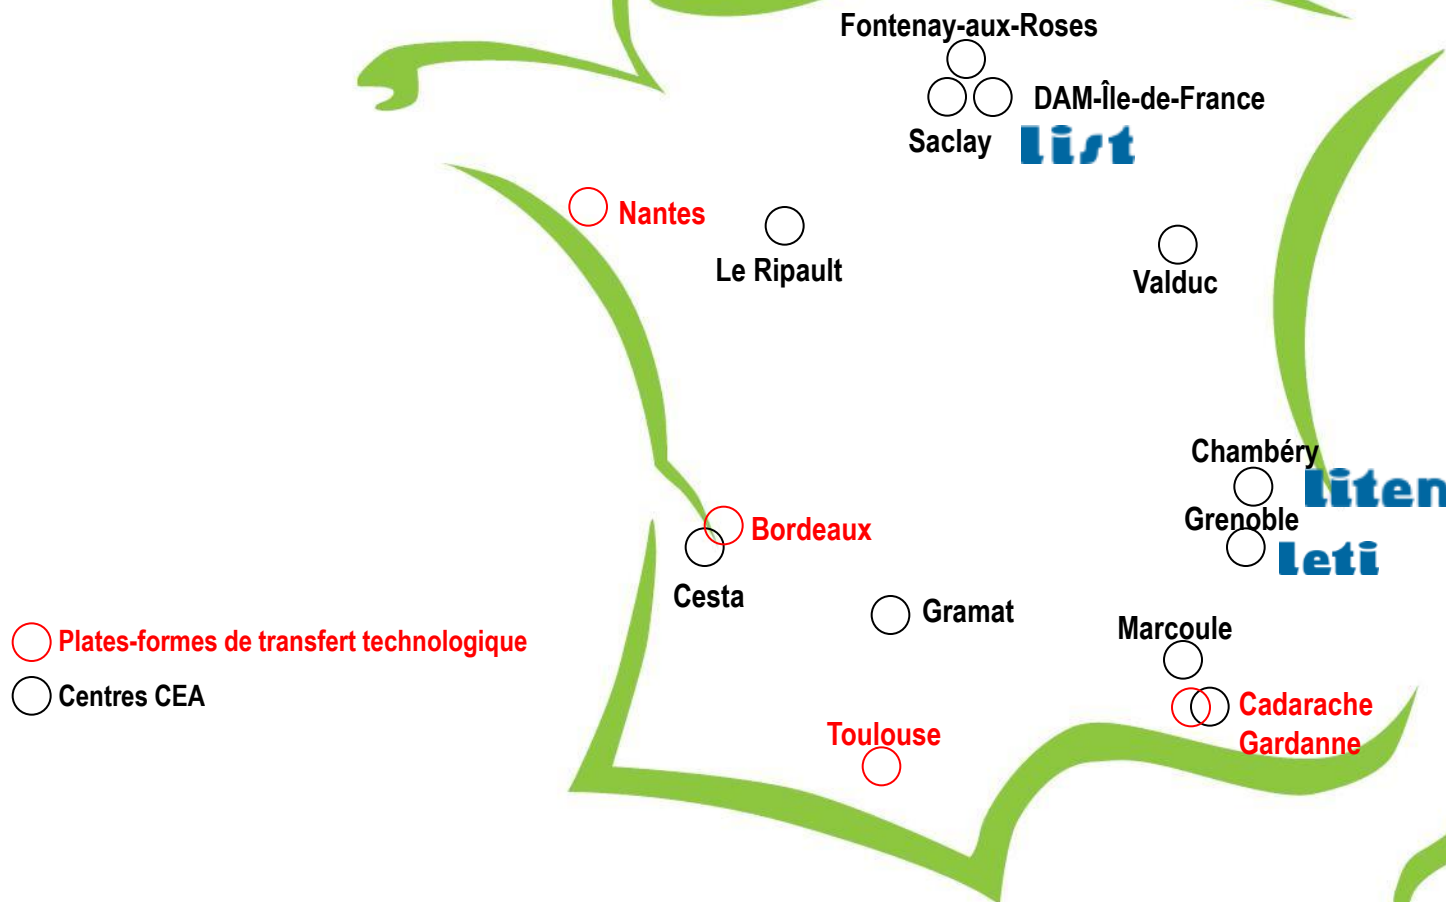 Fontenay-aux-Roses
DAM-Île-de-France
Saclay
list
Nantes
Le Ripault
Valduc
Chambéry
liten
Grenoble
leti
Bordeaux
Cesta
Gramat
Marcoule
Plates-formes de transfert technologique
Centres CEA
Cadarache
Gardanne
Toulouse